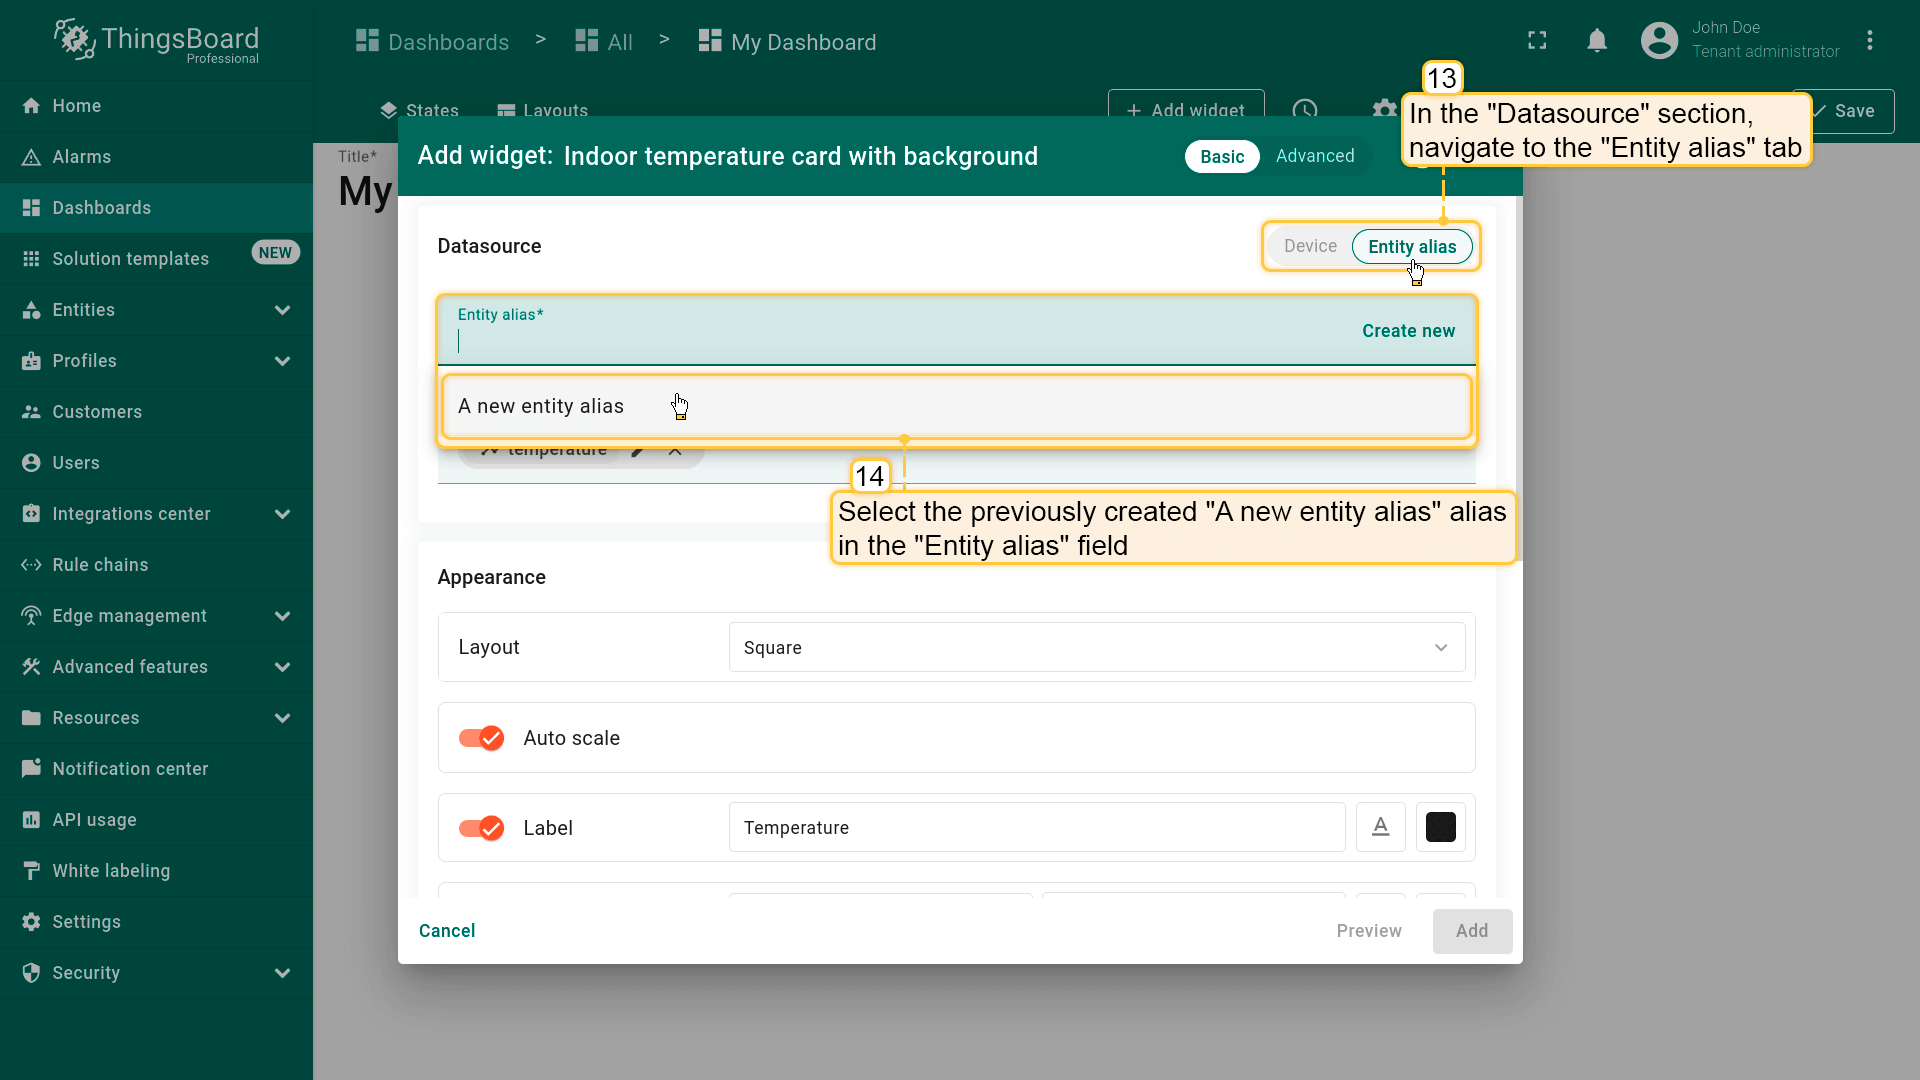 ThingsBoard
Professional
Dashboards > All > My Dashboard
John Doe
Tenant administrator
Home
Alarms
Dashboards
Solution templates NEW
Entities
Profiles
Customers
Users
Integrations center
Rule chains
Edge management
Advanced features
Resources
Notification center
API usage
White labeling
Settings
Security
States Layouts
+ Add widget
Save
13
In the "Datasource" section,
navigate to the "Entity alias" tab
Title*
My
Add widget: Indoor temperature card with background
Basic Advanced
Datasource
Device Entity alias
Entity alias*
Create new
A new entity alias
temperature
14
Select the previously created "A new entity alias" alias
in the "Entity alias" field
Appearance
Layout Square
Auto scale
Label Temperature
A
Cancel Preview Add